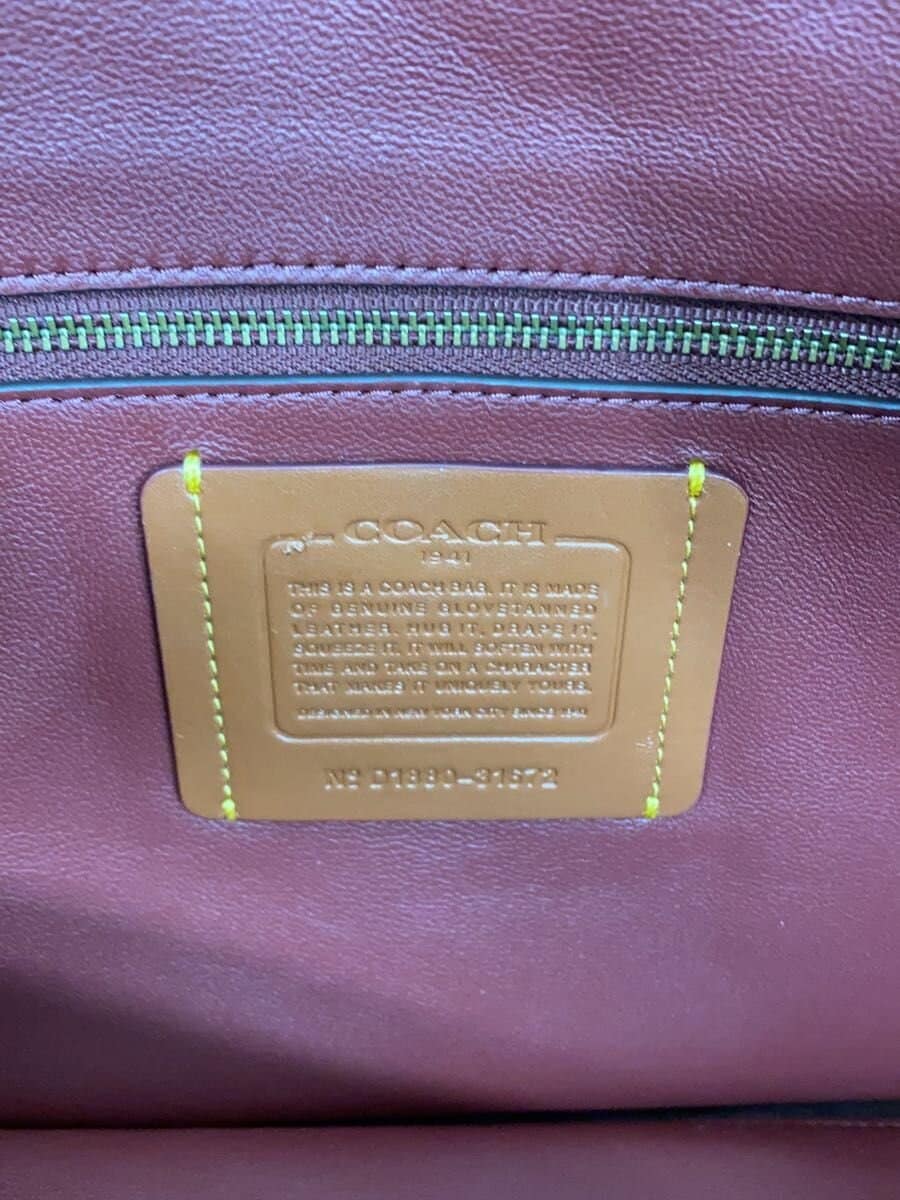 COACH
1941
THIS IS A COACH BAG. IT IS MADE
OF GENUINE GLOVETANNED
LEATHER. HUG IT, DRAPE IT,
SQUEEZE IT. IT WILL SOFTEN WITH
TIME AND TAKE ON A CHARACTER
THAT MAKES IT UNIQUELY YOURS.
DESIGNED IN NEW YORK CITY SINCE 1941.
Nº D1880-31672